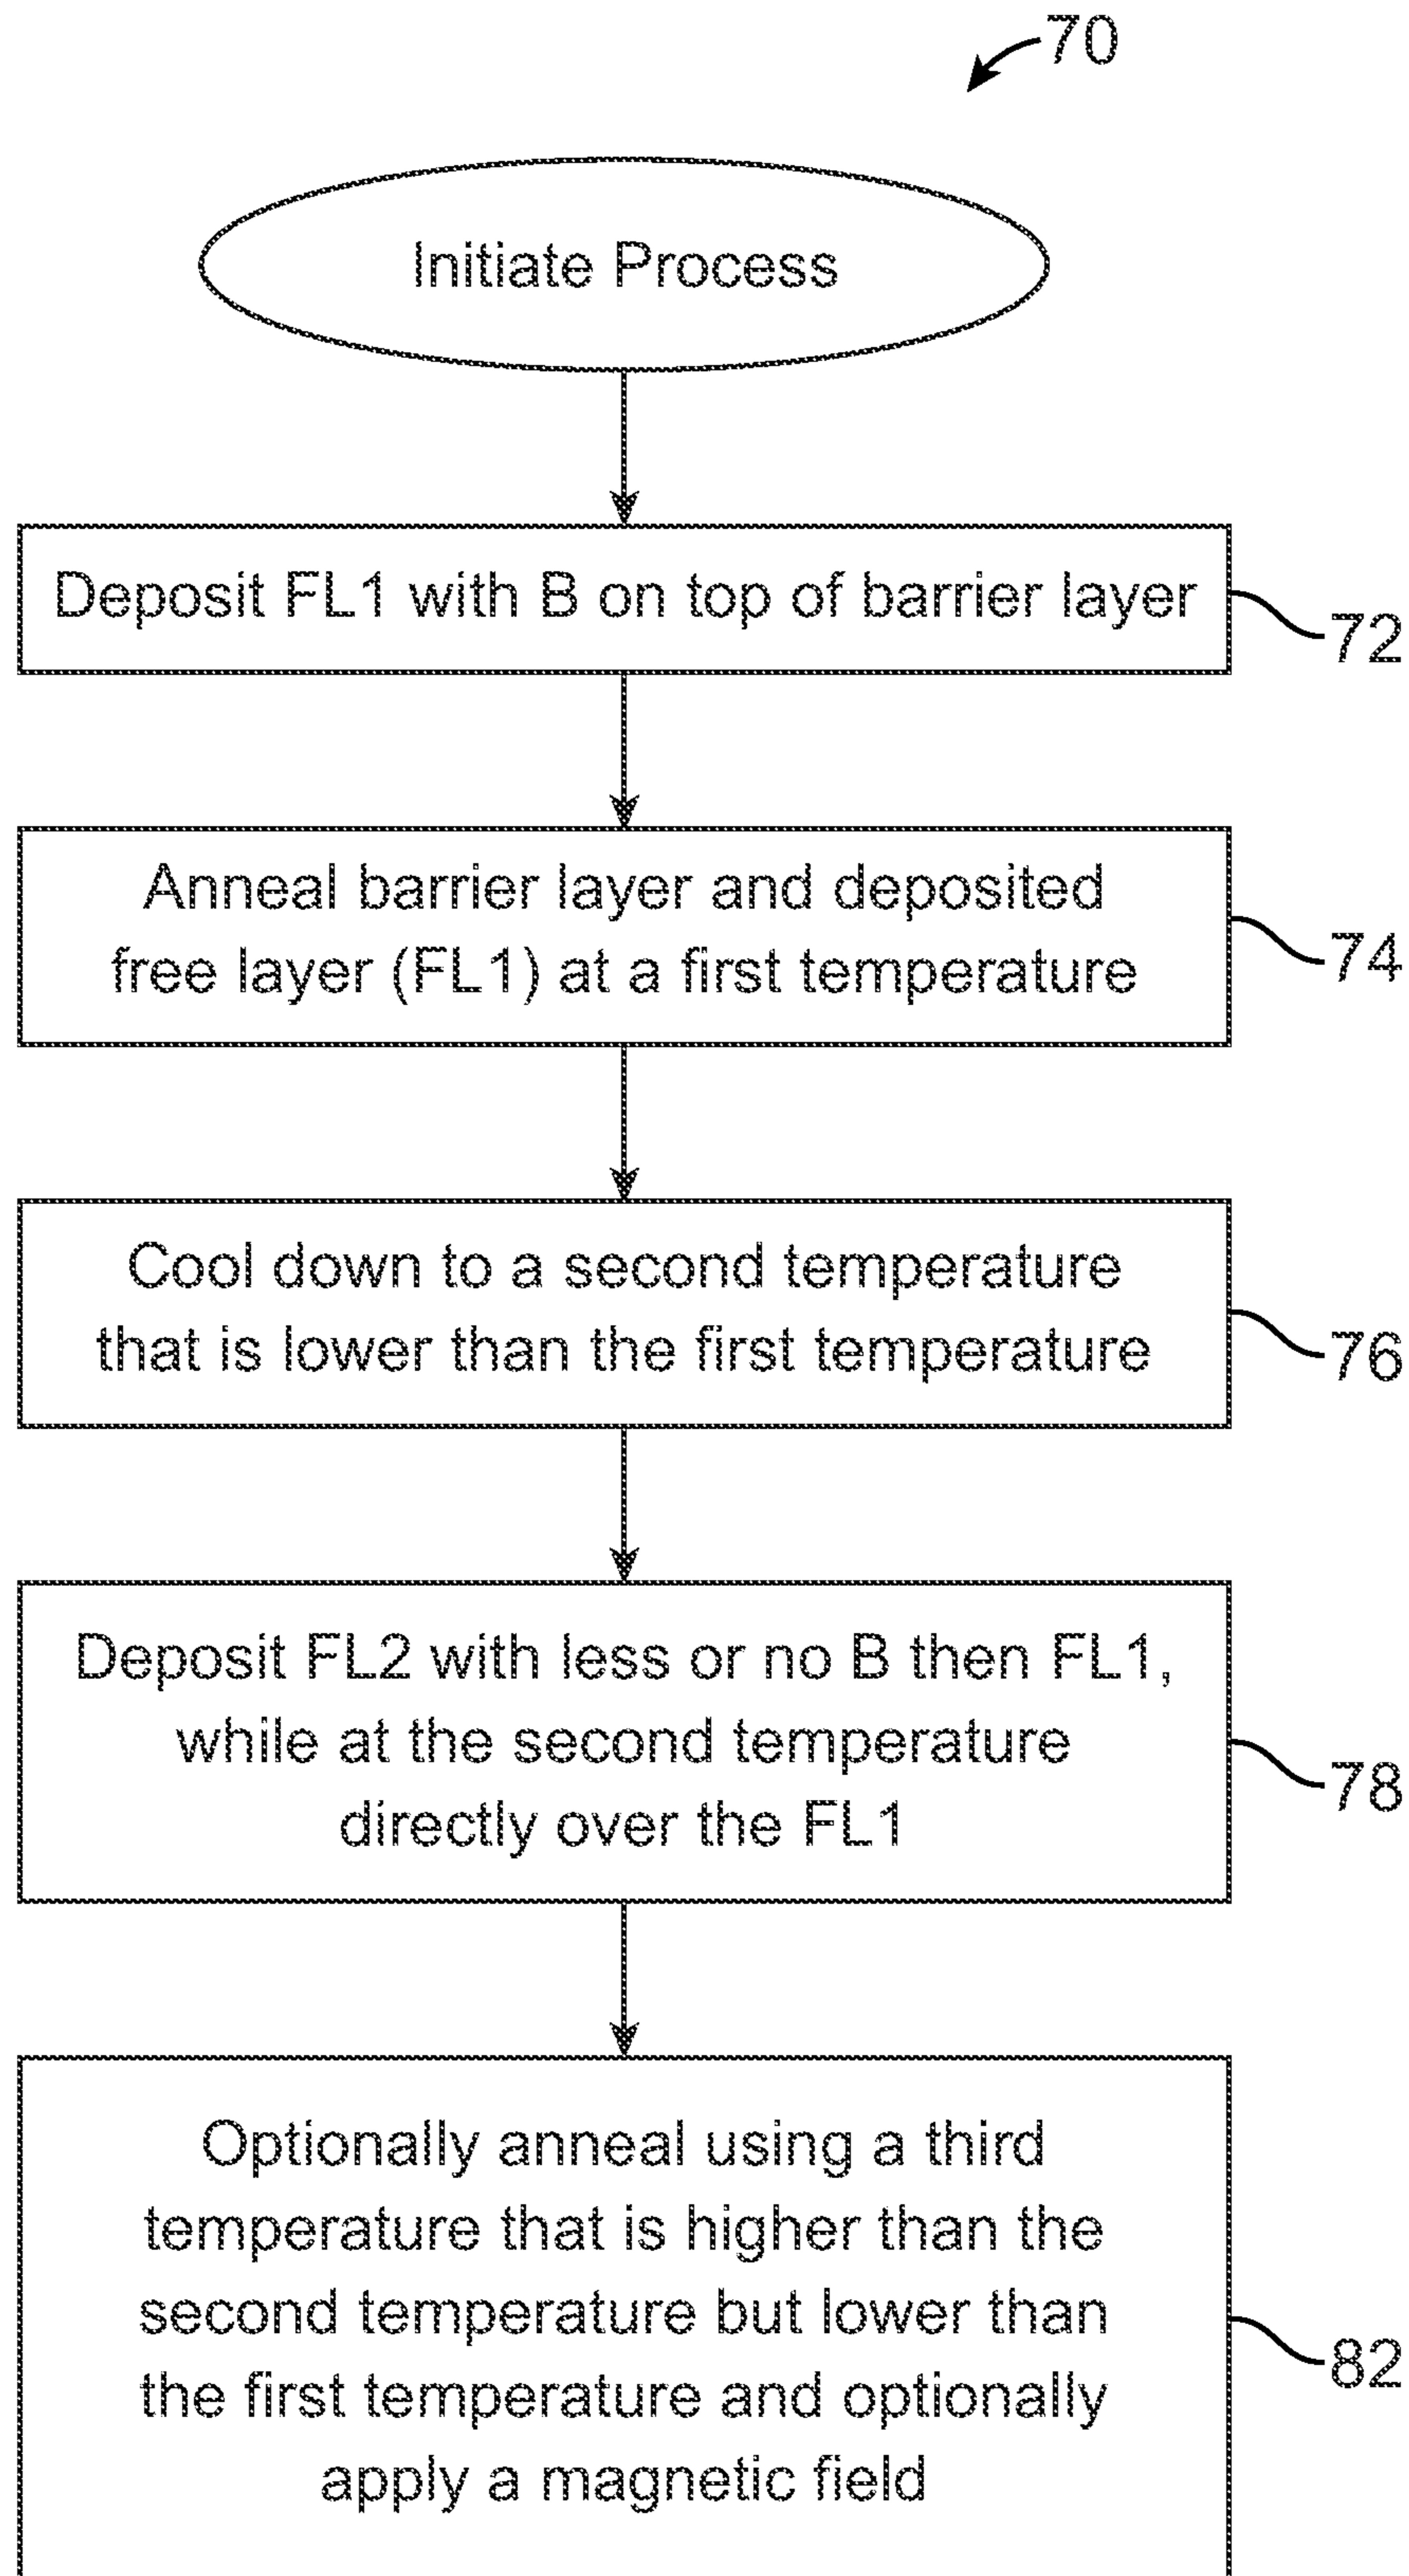 70
Initiate Process
Deposit FL1 with B on top of barrier layer
72
Anneal barrier layer and deposited
free layer (FL1) at a first temperature
74
Cool down to a second temperature
that is lower than the first temperature
76
Deposit FL2 with less or no B then FL1,
while at the second temperature
directly over the FL1
78
Optionally anneal using a third
temperature that is higher than the
second temperature but lower than
the first temperature and optionally
apply a magnetic field
82